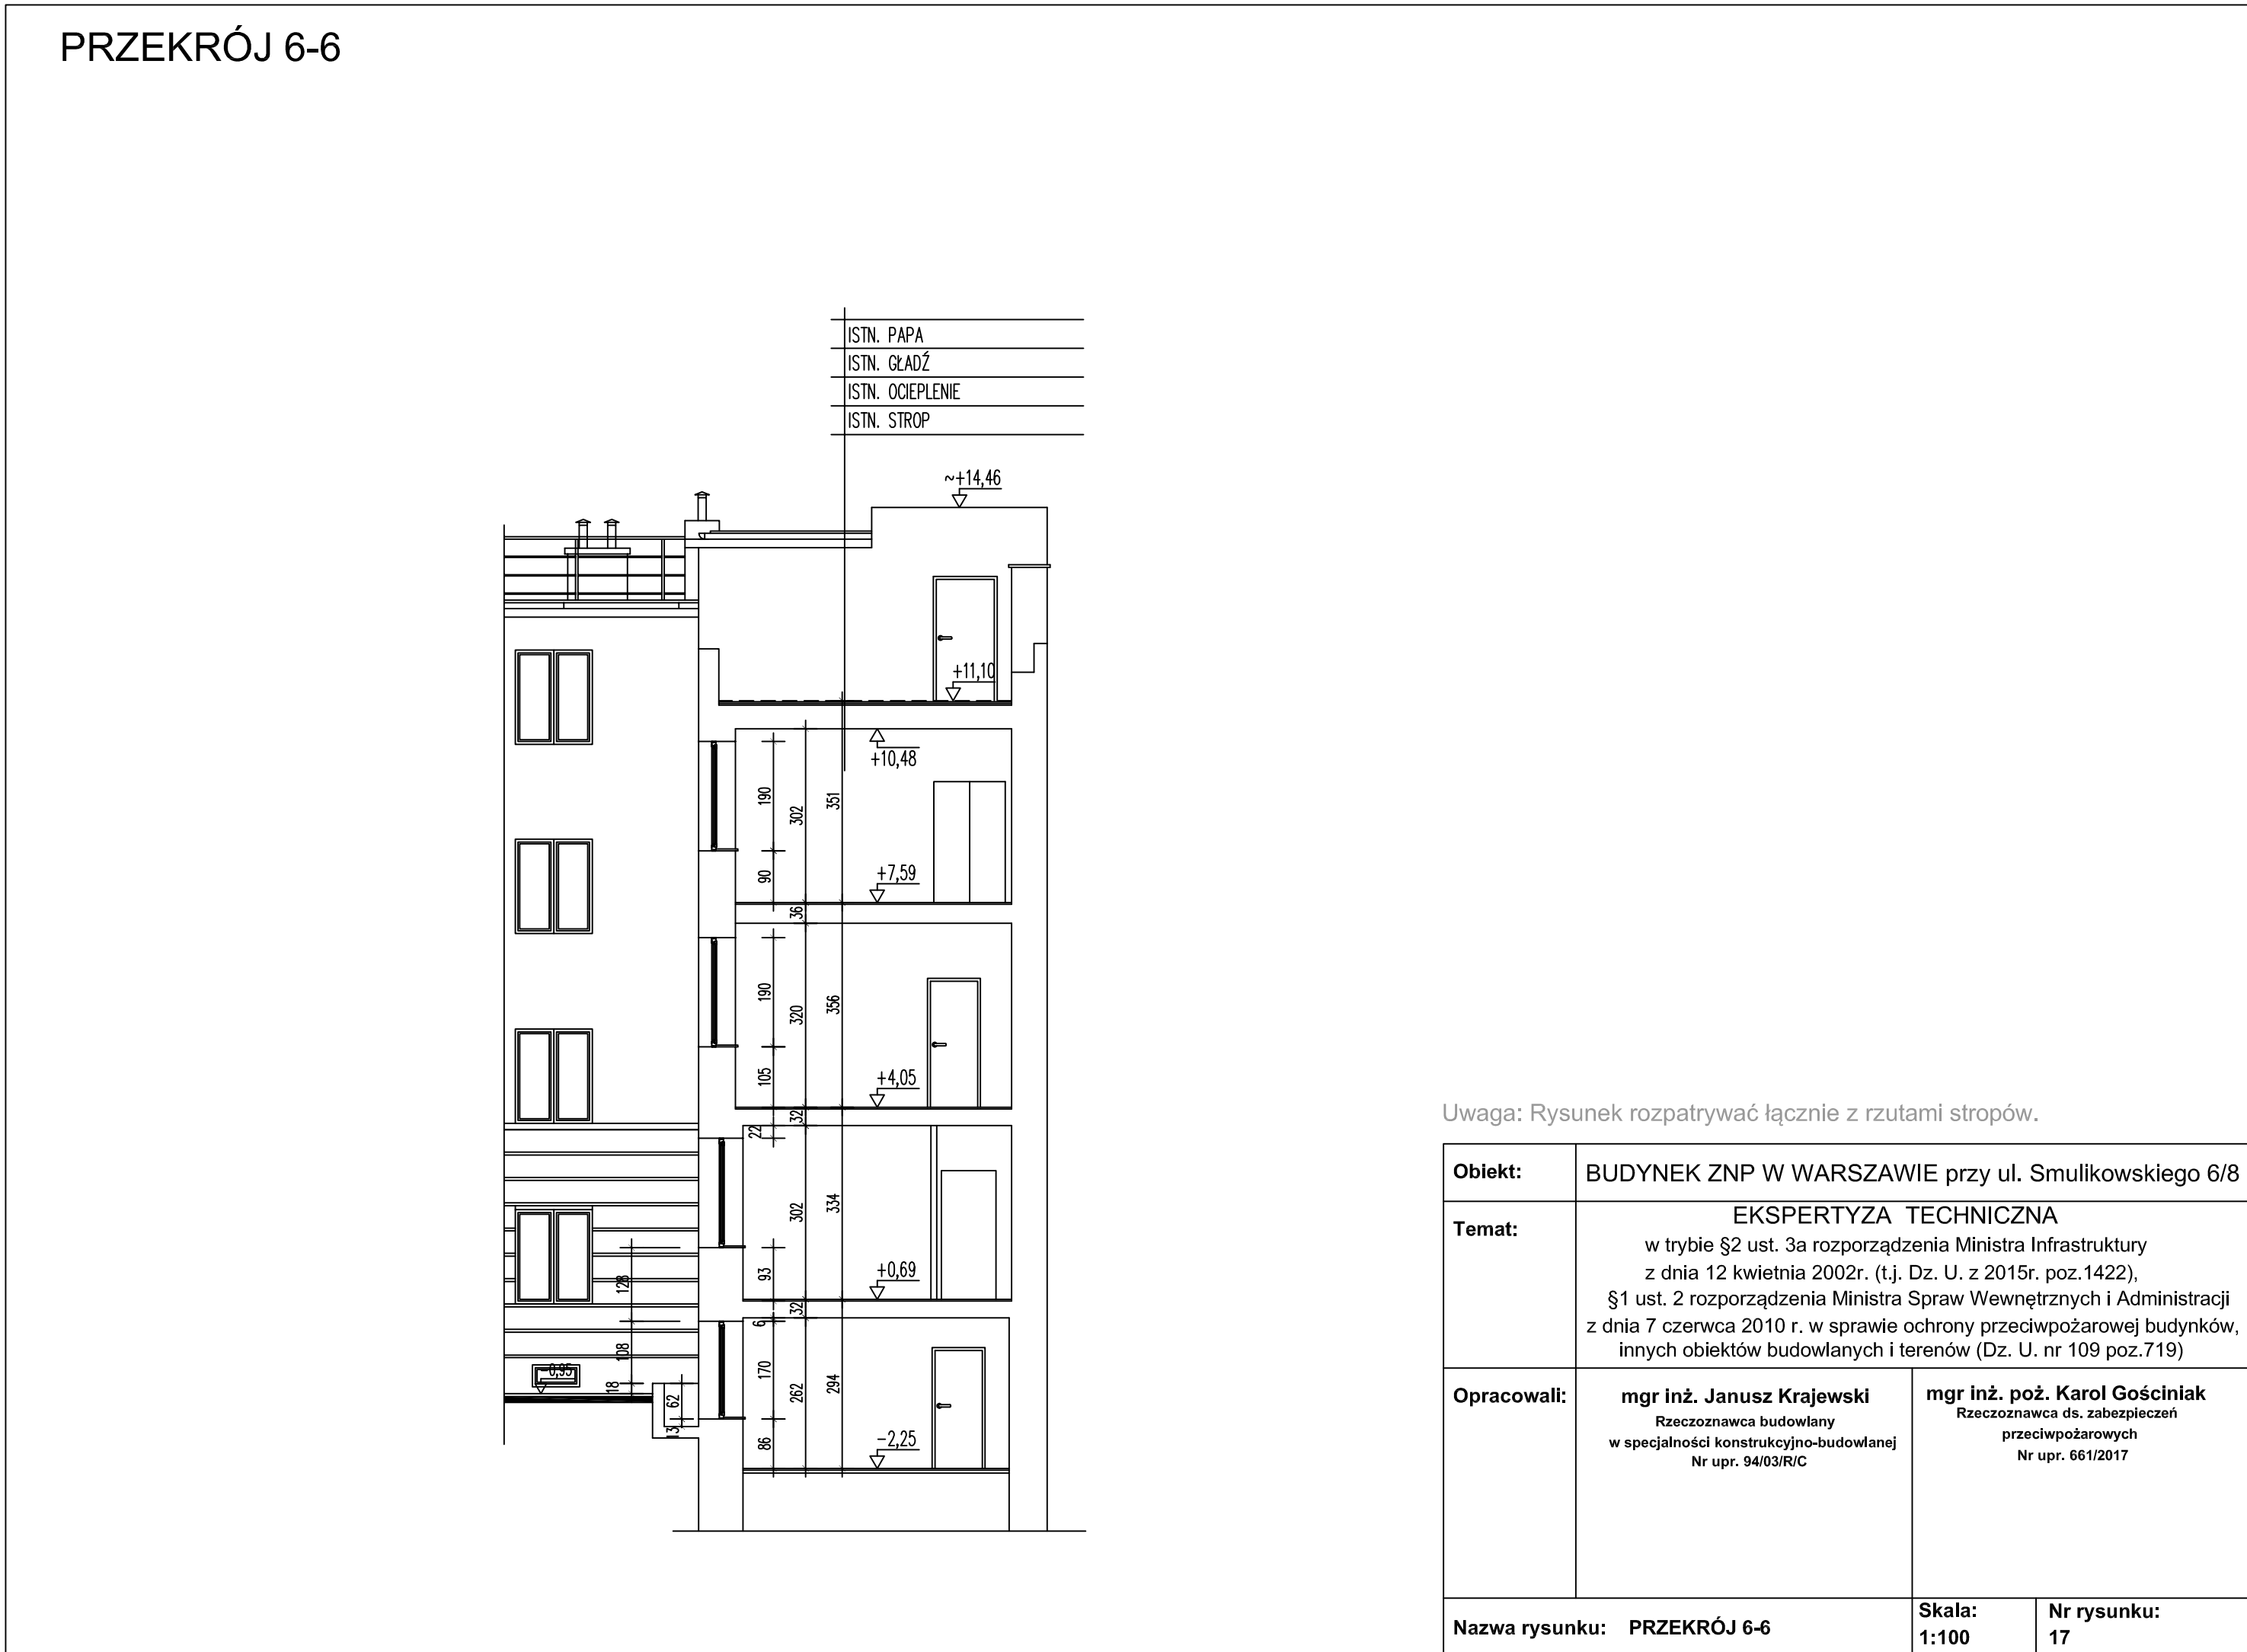 PRZEKRÓJ 6-6
ISTN. PAPA
ISTN. GŁADŹ
ISTN. OCIEPLENIE
ISTN. STROP
~+14,46
+11,10
+10,48
190
302
351
90
+7,59
36
190
320
356
105
+4,05
32
22
302
334
93
+0,69
128
32
6
108
170
262
294
-0,95
18
62
13
86
-2,25
Uwaga: Rysunek rozpatrywać łącznie z rzutami stropów.
Obiekt: BUDYNEK ZNP W WARSZAWIE przy ul. Smulikowskiego 6/8
Temat: EKSPERTYZA TECHNICZNA
w trybie §2 ust. 3a rozporządzenia Ministra Infrastruktury
z dnia 12 kwietnia 2002r. (t.j. Dz. U. z 2015r. poz.1422),
§1 ust. 2 rozporządzenia Ministra Spraw Wewnętrznych i Administracji
z dnia 7 czerwca 2010 r. w sprawie ochrony przeciwpożarowej budynków,
innych obiektów budowlanych i terenów (Dz. U. nr 109 poz.719)
Opracowali:
mgr inż. Janusz Krajewski
Rzeczoznawca budowlany
w specjalności konstrukcyjno-budowlanej
Nr upr. 94/03/R/C
mgr inż. poż. Karol Gościniak
Rzeczoznawca ds. zabezpieczeń
przeciwpożarowych
Nr upr. 661/2017
Nazwa rysunku: PRZEKRÓJ 6-6
Skala:
1:100
Nr rysunku:
17